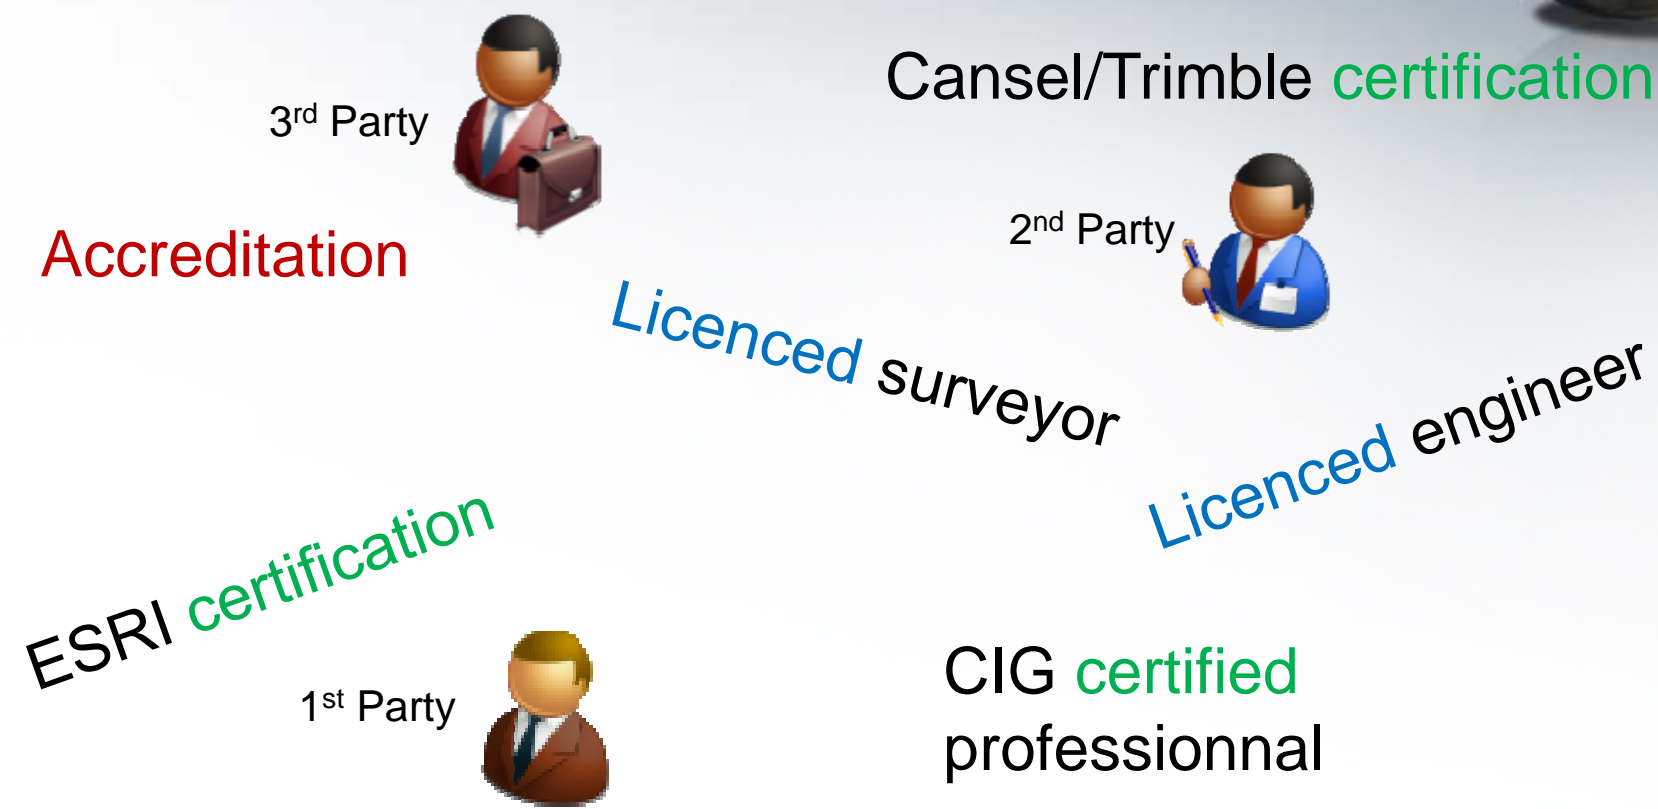 Cansel/Trimble certification
3rd Party
2nd Party
Accreditation
Licenced surveyor
Licenced engineer
ESRI certification
1st Party
CIG certified
professionnal